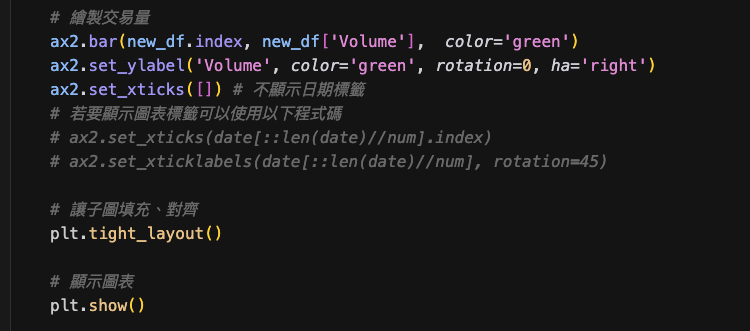 # 繪製交易量
ax2.bar(new_df.index, new_df['Volume'],  color='green')
ax2.set_ylabel('Volume', color='green', rotation=0, ha='right')
ax2.set_xticks([]) # 不顯示日期標籤
# 若要顯示圖表標籤可以使用以下程式碼
# ax2.set_xticks(date[::len(date)//num].index)
# ax2.set_xticklabels(date[::len(date)//num], rotation=45)
# 讓子圖填充、對齊
plt.tight_layout()
# 顯示圖表
plt.show()